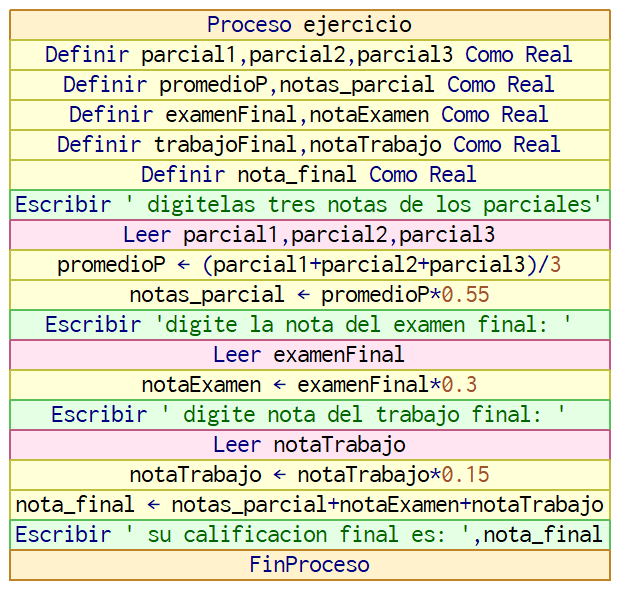 Proceso ejercicio
Definir parcial1,parcial2,parcial3 Como Real
Definir promedioP,notas_parcial Como Real
Definir examenFinal,notaExamen Como Real
Definir trabajoFinal,notaTrabajo Como Real
Definir nota_final Como Real
Escribir ' digitelas tres notas de los parciales'
Leer parcial1,parcial2,parcial3
promedioP ← (parcial1+parcial2+parcial3)/3
notas_parcial ← promedioP*0.55
Escribir 'digite la nota del examen final: '
Leer examenFinal
notaExamen ← examenFinal*0.3
Escribir ' digite nota del trabajo final: '
Leer notaTrabajo
notaTrabajo ← notaTrabajo*0.15
nota_final ← notas_parcial+notaExamen+notaTrabajo
Escribir ' su calificacion final es: ',nota_final
FinProceso